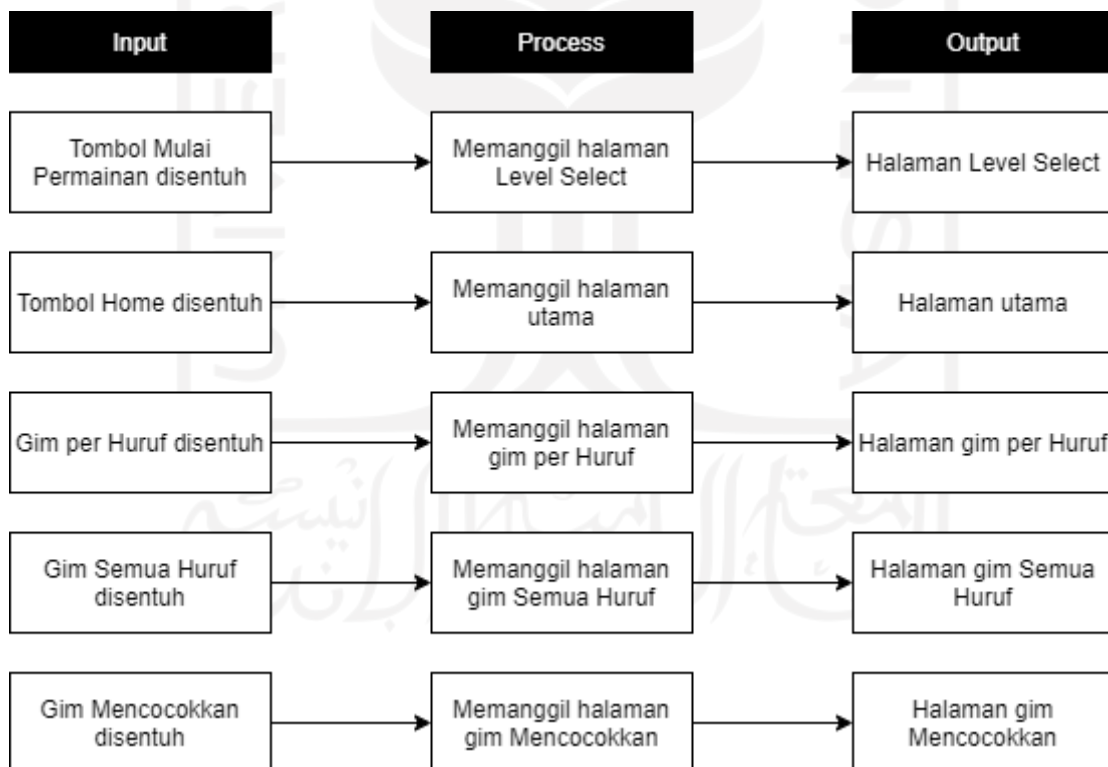 Input
Process
Output
Tombol Mulai
Permainan disentuh
Memanggil halaman
Level Select
Halaman Level Select
Tombol Home disentuh
Memanggil halaman
utama
Halaman utama
Gim per Huruf disentuh
Memanggil halaman
gim per Huruf
Halaman gim per Huruf
Gim Semua Huruf
disentuh
Memanggil halaman
gim Semua Huruf
Halaman gim Semua
Huruf
Gim Mencocokkan
disentuh
Memanggil halaman
gim Mencocokkan
Halaman gim
Mencocokkan